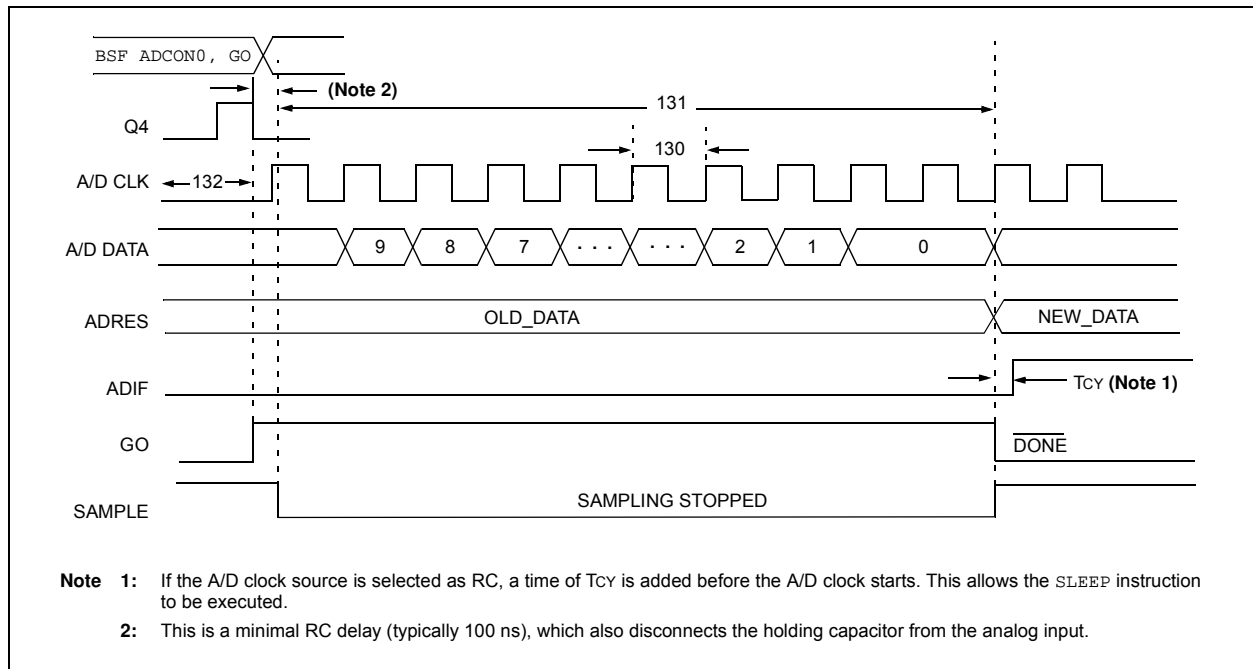 BSF ADCON0, GO
(Note 2)
131
Q4
130
A/D CLK
132
A/D DATA
9 8 7 . . . . . . 2 1 0
ADRES
OLD_DATA
NEW_DATA
ADIF
TCY (Note 1)
GO
DONE
SAMPLE
SAMPLING STOPPED
Note 1: If the A/D clock source is selected as RC, a time of TCY is added before the A/D clock starts. This allows the SLEEP instruction
to be executed.
2: This is a minimal RC delay (typically 100 ns), which also disconnects the holding capacitor from the analog input.